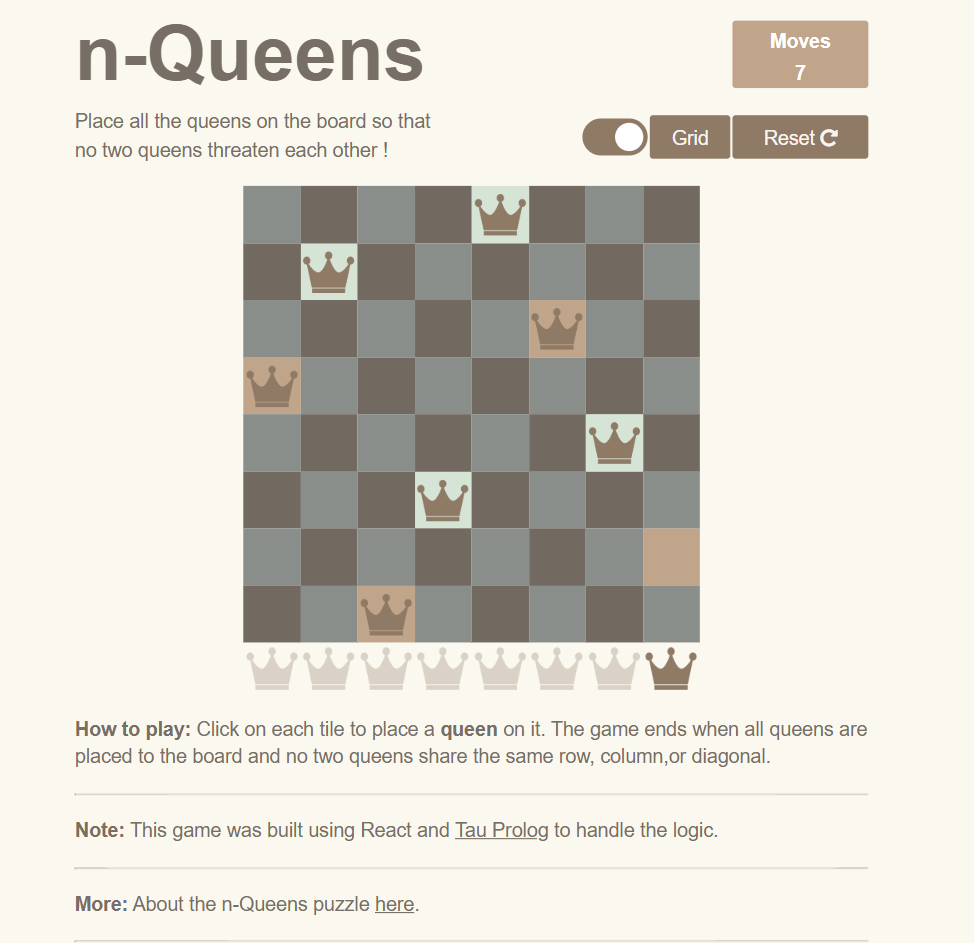 n-Queens
Moves
7
Place all the queens on the board so that
no two queens threaten each other !
Grid
Reset
How to play: Click on each tile to place a queen on it. The game ends when all queens are
placed to the board and no two queens share the same row, column,or diagonal.
Note: This game was built using React and Tau Prolog to handle the logic.
More: About the n-Queens puzzle here.